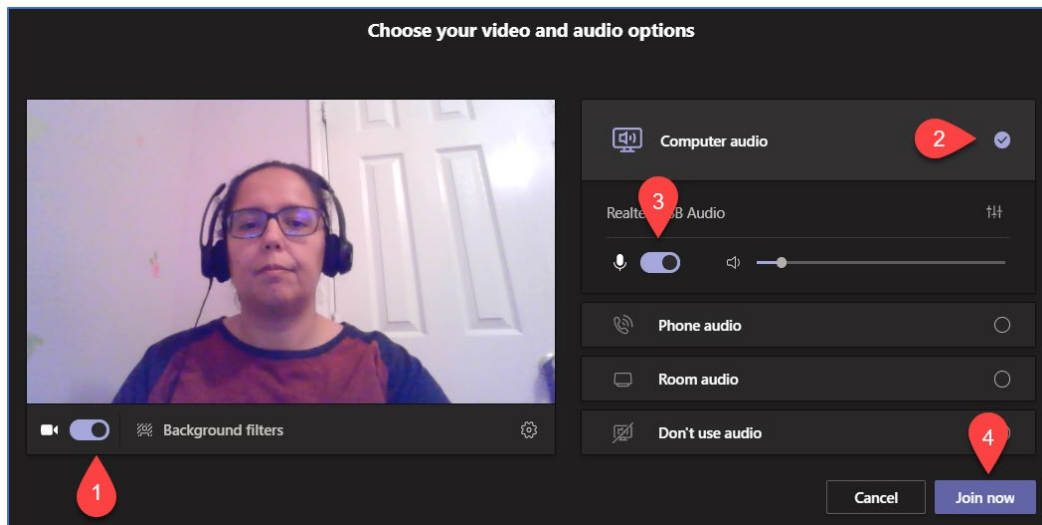 Choose your video and audio options
Computer audio
2
3
Realte B Audio
Phone audio
Room audio
Background filters
Don't use audio
4
1
Cancel
Join now